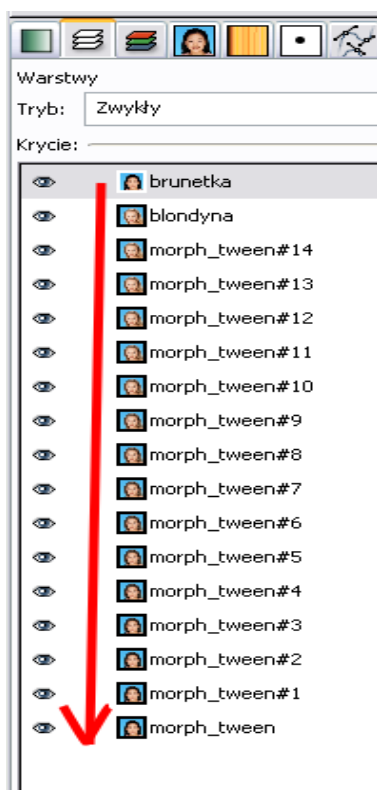 Warstwy
Tryb: Zwykły
Krycie:
brunetka
blondyna
morph_tween#14
morph_tween#13
morph_tween#12
morph_tween#11
morph_tween#10
morph_tween#9
morph_tween#8
morph_tween#7
morph_tween#6
morph_tween#5
morph_tween#4
morph_tween#3
morph_tween#2
morph_tween#1
morph_tween